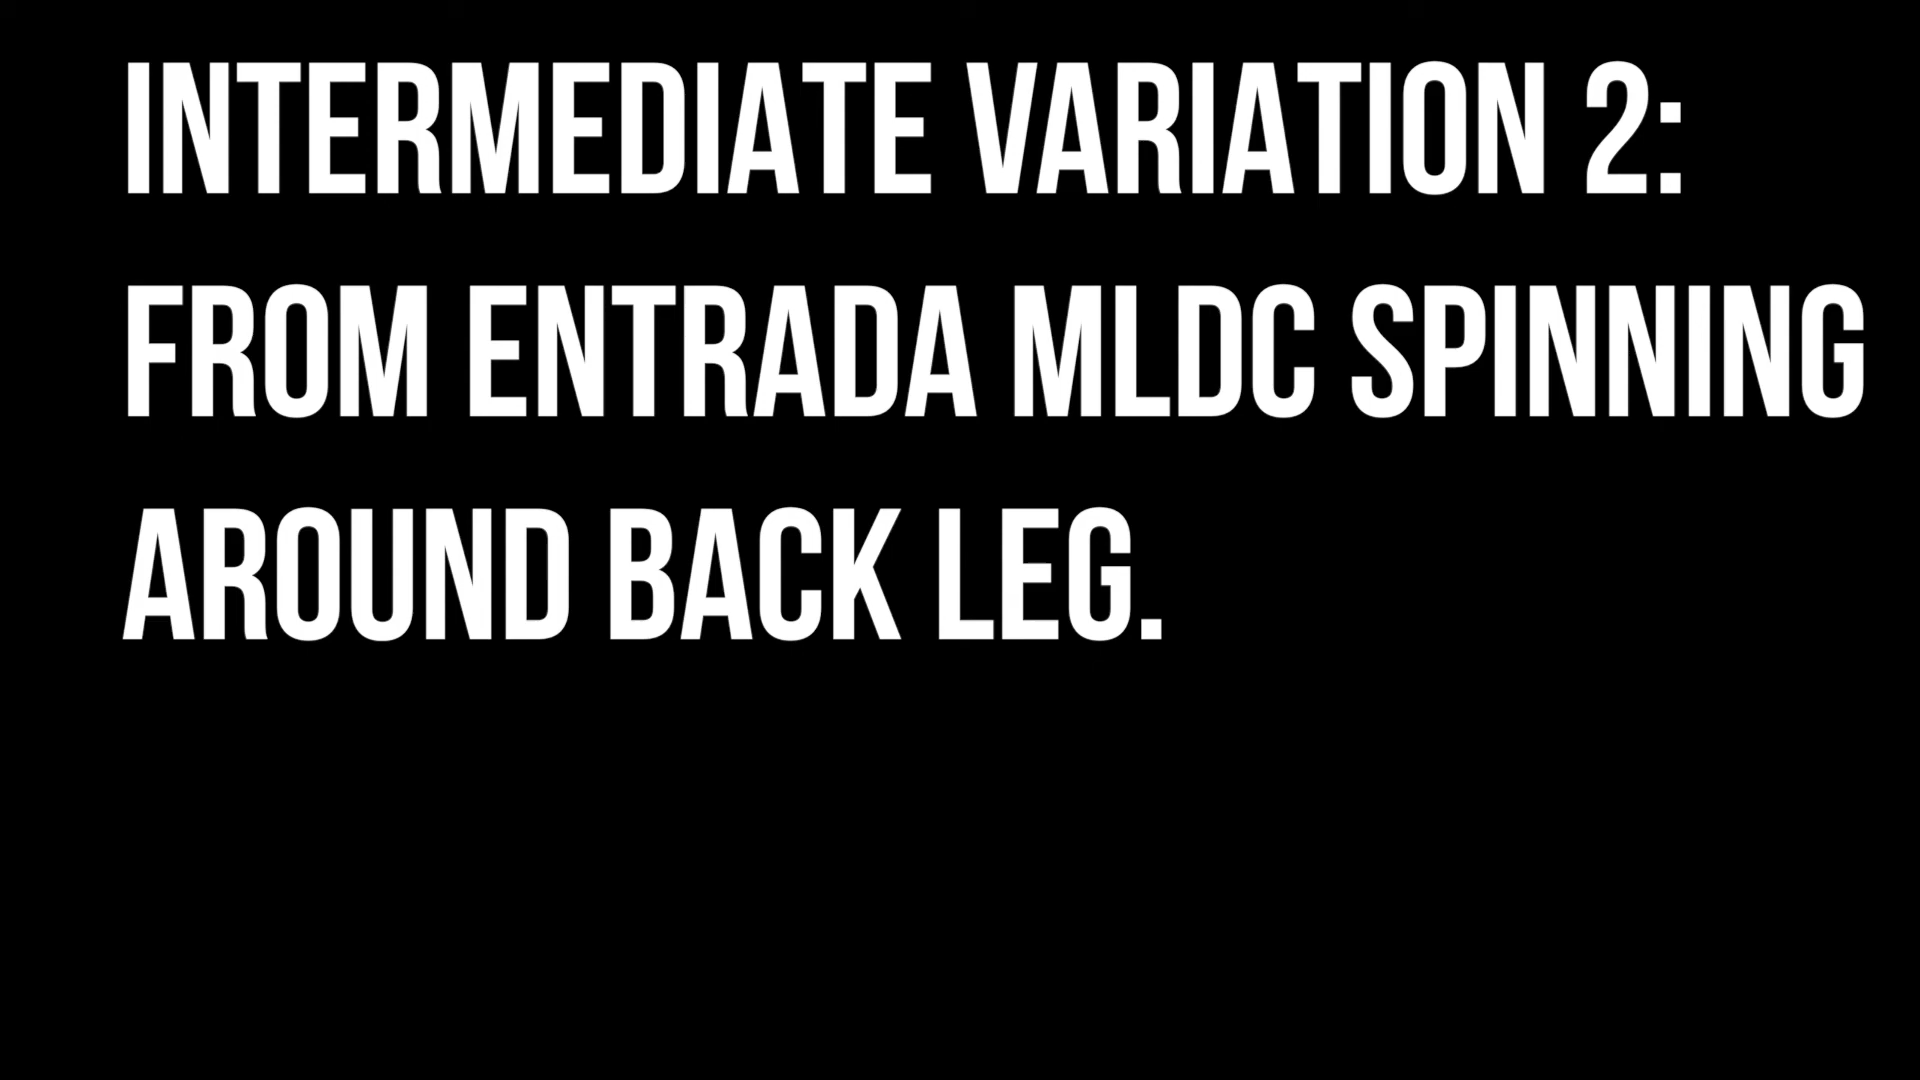 INTERMEDIATE VARIATION 2:
FROM ENTRADA MLDC SPINNING
AROUND BACK LEG.